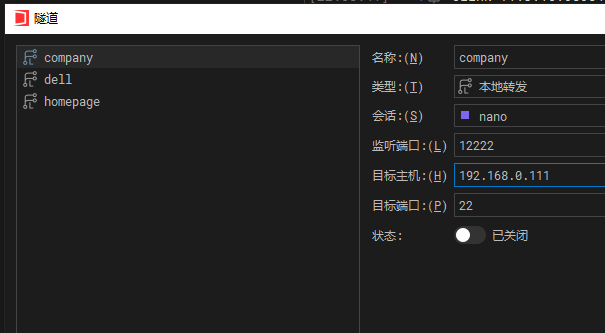 隧道
company
dell
homepage
名称:(N) company
类型:(T) 本地转发
会话:(S) nano
监听端口:(L) 12222
目标主机:(H) 192.168.0.111
目标端口:(P) 22
状态: 已关闭